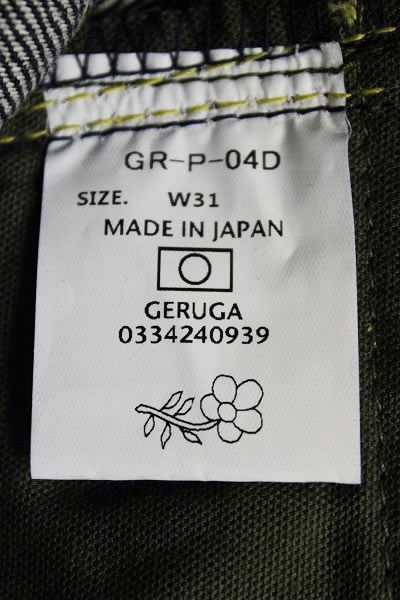 GR-P-04D
SIZE. W31
MADE IN JAPAN
GERUGA
0334240939